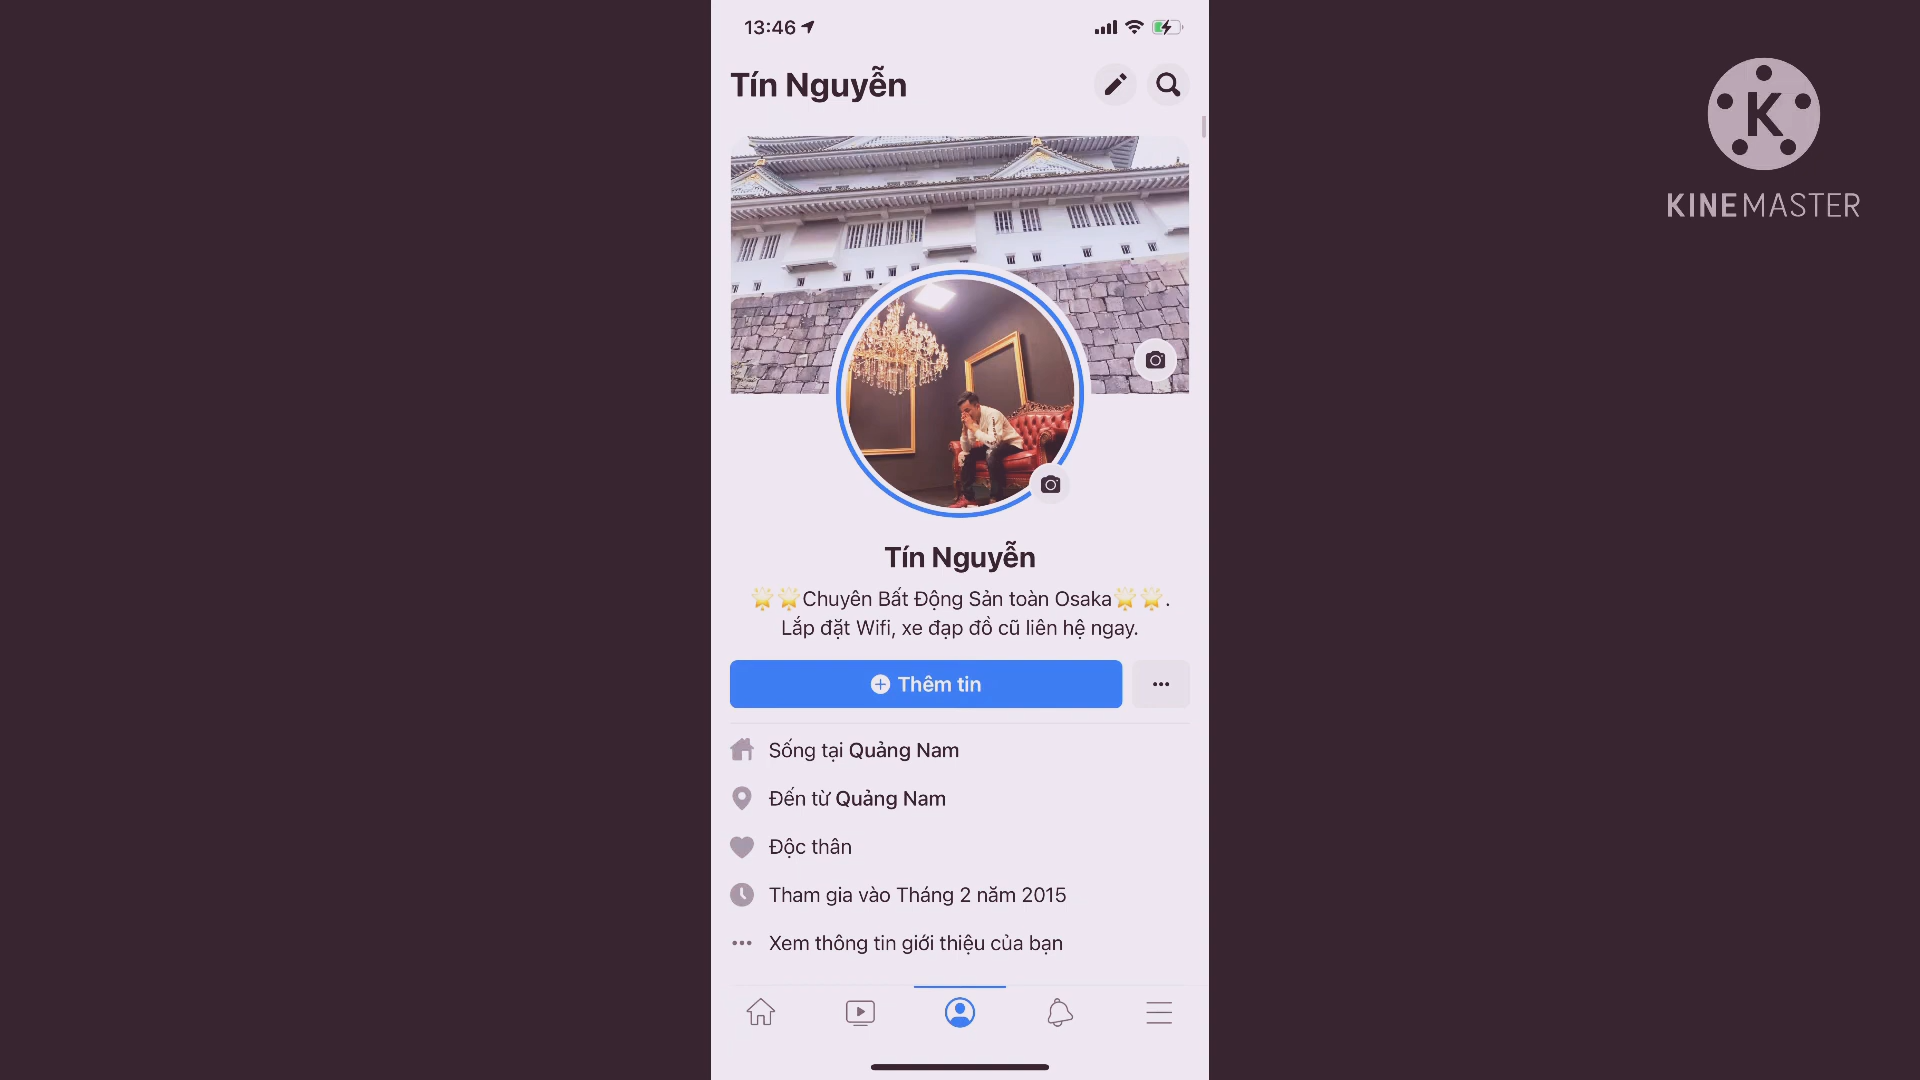 13:46
Tín Nguyễn
K
KINEMASTER
Tín Nguyễn
🌟🌟Chuyên Bất Động Sản toàn Osaka🌟🌟.
Lắp đặt Wifi, xe đạp đồ cũ liên hệ ngay.
Thêm tin
Sống tại Quảng Nam
Đến từ Quảng Nam
Độc thân
Tham gia vào Tháng 2 năm 2015
Xem thông tin giới thiệu của bạn